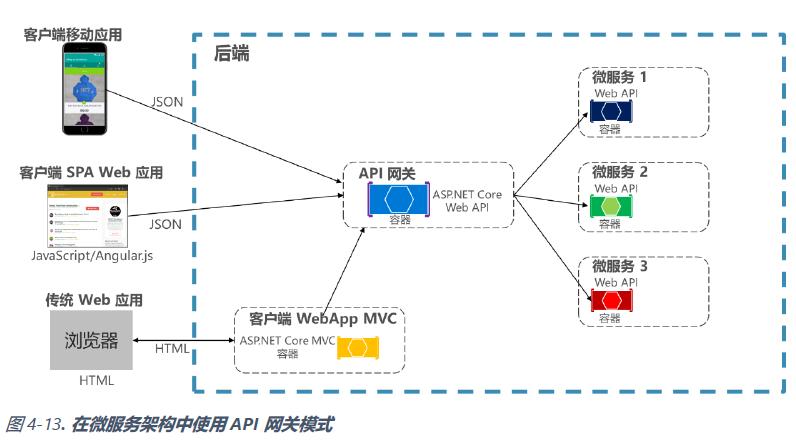 客户端移动应用
后端
JSON
客户端 SPA Web 应用
JSON
JavaScript/Angular.js
传统 Web 应用
浏览器
HTML
HTML
API 网关
ASP.NET Core
Web API
容器
客户端 WebApp MVC
ASP.NET Core MVC
容器
微服务 1
Web API
容器
微服务 2
Web API
容器
微服务 3
Web API
容器
图 4-13. 在微服务架构中使用 API 网关模式